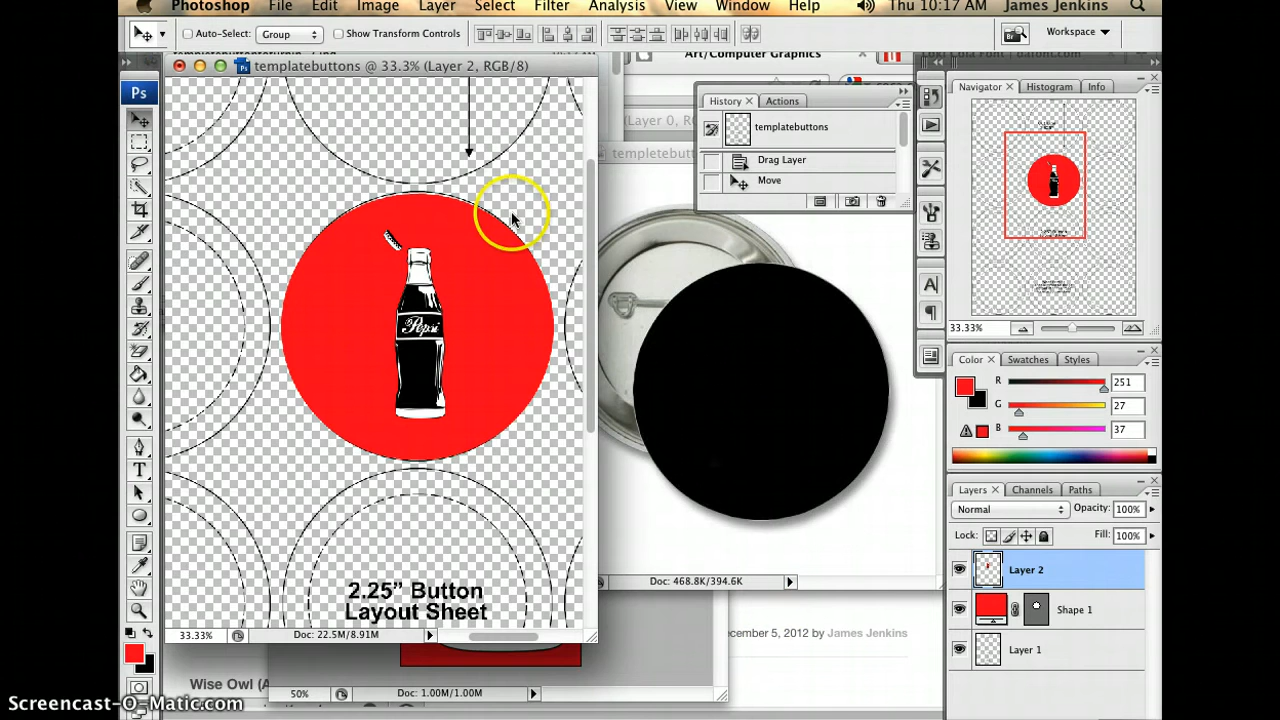 Photoshop File Edit Image Layer Select Filter Analysis View Window Help Thu 10:17 AM James Jenkins
Auto-Select: Group Show Transform Controls Workspace
Art/Computer Graphics
templatebuttons @ 33.3% (Layer 2, RGB/8)
Ps
Layer 0, R
History Actions
templatebuttons
Drag Layer
Move
Navigator Histogram Info
33.33%
Color Swatches Styles
R 251
G 27
B 37
Pepsi
Layers Channels Paths
Normal Opacity: 100%
Lock: Fill: 100%
Layer 2
Shape 1
Layer 1
2.25” Button
Layout Sheet
33.33% Doc: 22.5M/8.91M
Doc: 468.8K/394.6K
ecember 5, 2012 by James Jenkins
Wise Owl (A
50% Doc: 1.00M/1.00M
Screencast-O-Matic.com